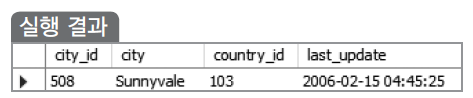 실행 결과
city_id city country_id last_update
508 Sunnyvale 103 2006-02-15 04:45:25